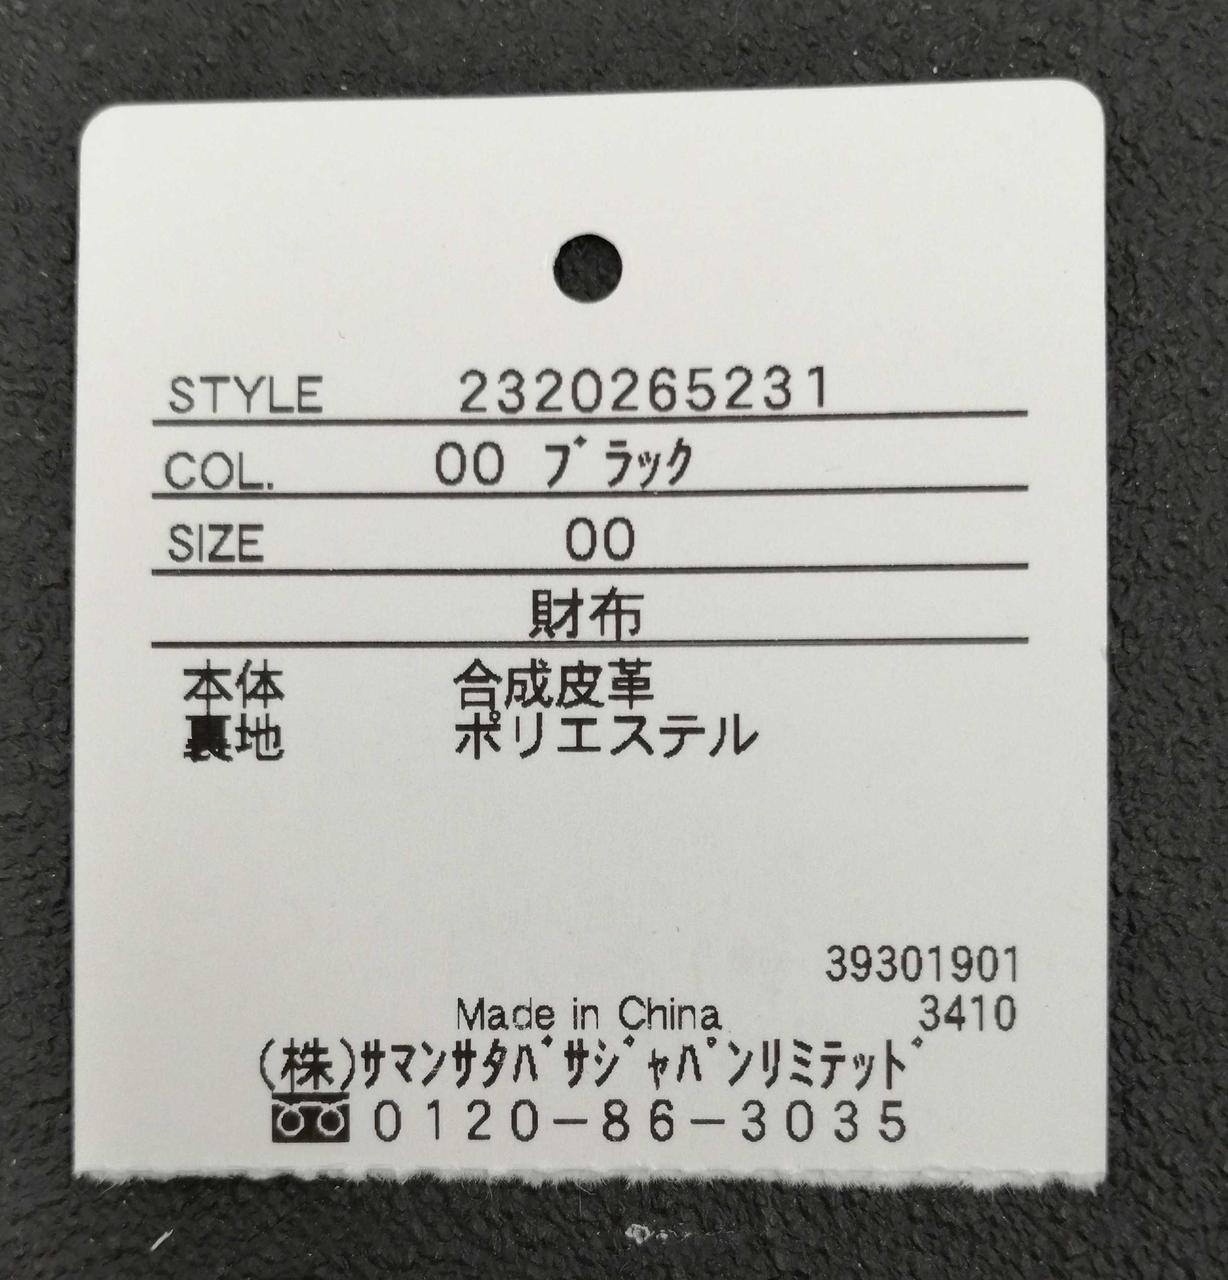 STYLE 2320265231
COL. 00 ﾌﾞﾗｯｸ
SIZE 00
財布
本体 合成皮革
裏地 ポリエステル
39301901
Made in China 3410
(株)ｻﾏﾝｻﾀﾊﾞｻｼﾞｬﾊﾟﾝﾘﾐﾃｯﾄﾞ
0120-86-3035